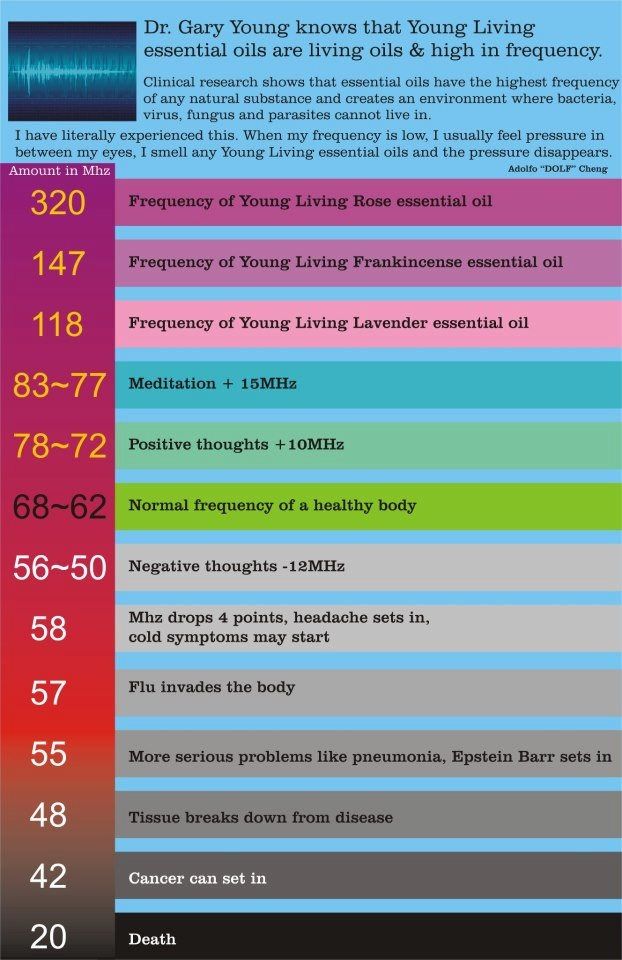 Dr. Gary Young knows that Young Living
essential oils are living oils & high in frequency.
Clinical research shows that essential oils have the highest frequency
of any natural substance and creates an environment where bacteria,
virus, fungus and parasites cannot live in.
I have literally experienced this. When my frequency is low, I usually feel pressure in
between my eyes, I smell any Young Living essential oils and the pressure disappears.
Adolfo "DOLF" Cheng
Amount in Mhz
320 Frequency of Young Living Rose essential oil
147 Frequency of Young Living Frankincense essential oil
118 Frequency of Young Living Lavender essential oil
83~77 Meditation + 15MHz
78~72 Positive thoughts +10MHz
68~62 Normal frequency of a healthy body
56~50 Negative thoughts -12MHz
58 Mhz drops 4 points, headache sets in,
cold symptoms may start
57 Flu invades the body
55 More serious problems like pneumonia, Epstein Barr sets in
48 Tissue breaks down from disease
42 Cancer can set in
20 Death